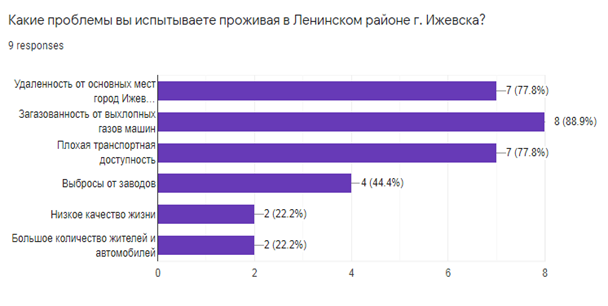 Какие проблемы вы испытываете проживая в Ленинском районе г. Ижевска?
9 responses
Удаленность от основных мест
город Ижев...
7 (77.8%)
Загазованность от выхлопных
газов машин
8 (88.9%)
Плохая транспортная
доступность
7 (77.8%)
Выбросы от заводов
4 (44.4%)
Низкое качество жизни
2 (22.2%)
Большое количество жителей и
автомобилей
2 (22.2%)
0 2 4 6 8